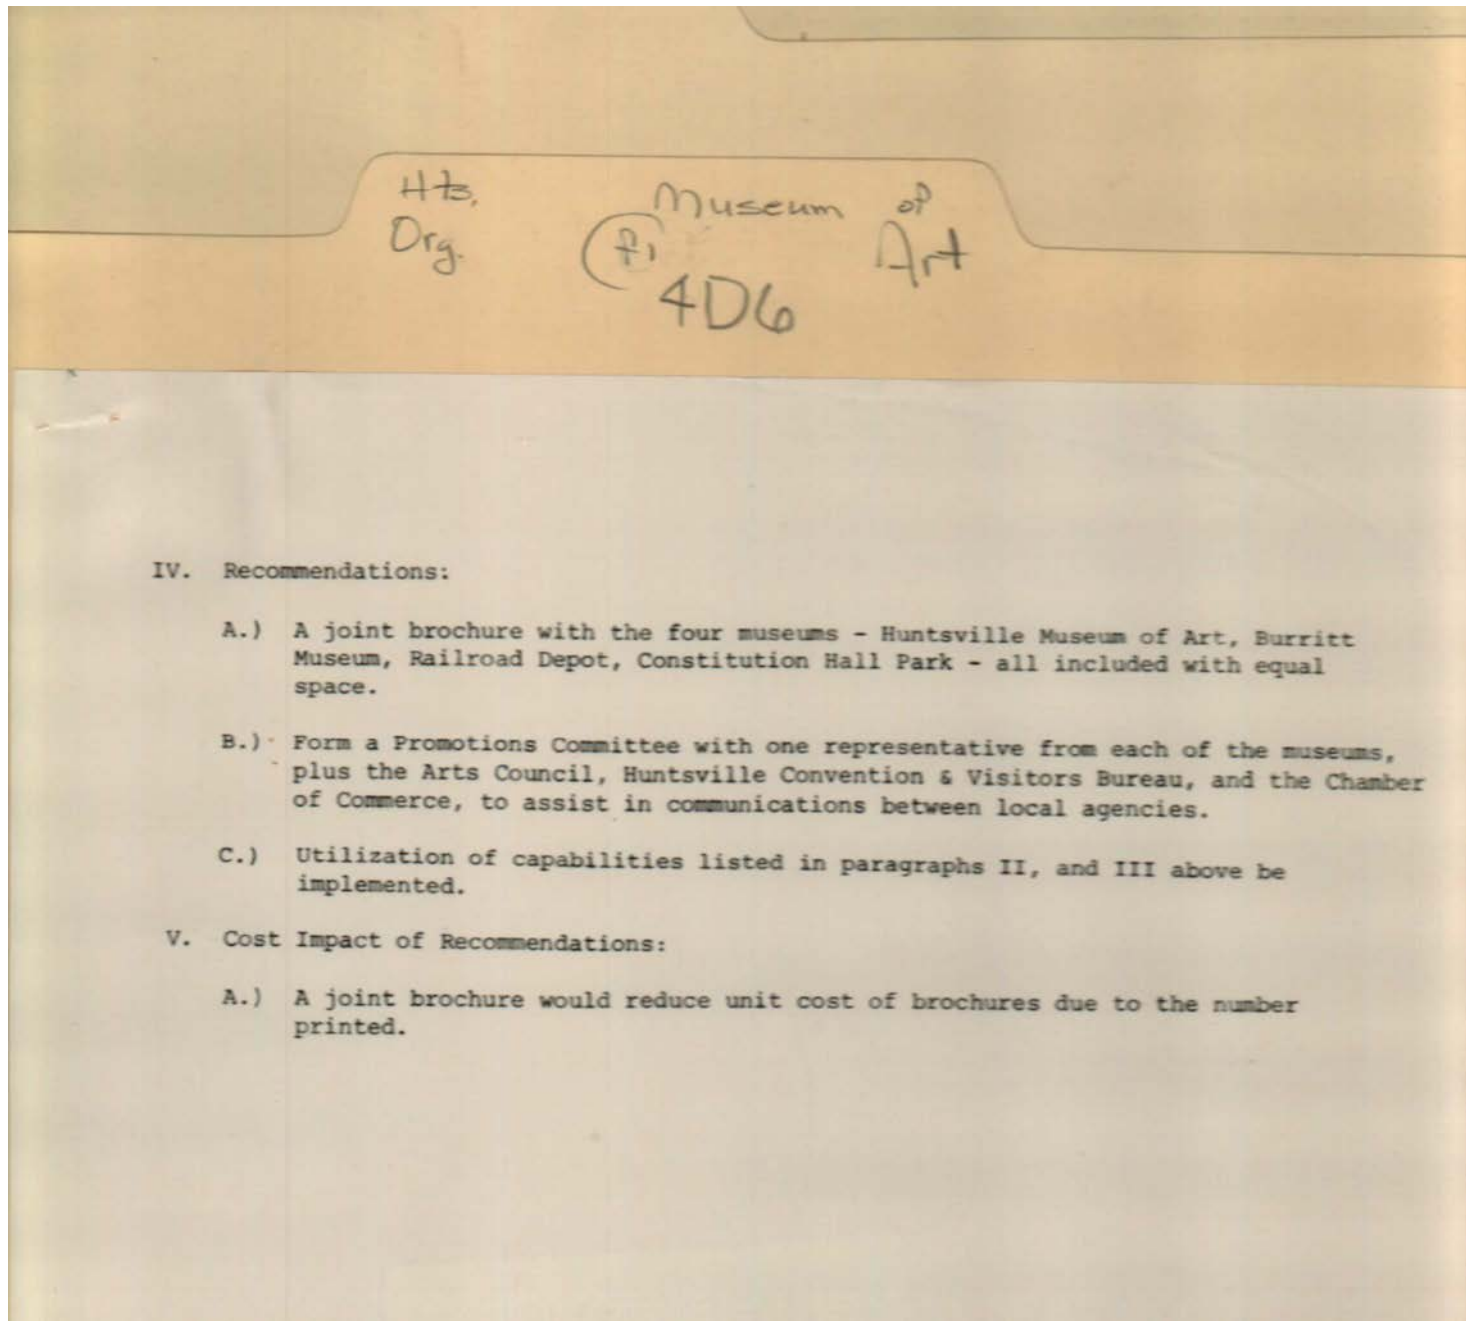 Hts. Museum of
Org. Art
4D6
IV. Recommendations:
A.) A joint brochure with the four museums - Huntsville Museum of Art, Burritt
Museum, Railroad Depot, Constitution Hall Park - all included with equal
space.
B.) Form a Promotions Committee with one representative from each of the museums,
plus the Arts Council, Huntsville Convention & Visitors Bureau, and the Chamber
of Commerce, to assist in communications between local agencies.
C.) Utilization of capabilities listed in paragraphs II, and III above be
implemented.
V. Cost Impact of Recommendations:
A.) A joint brochure would reduce unit cost of brochures due to the number
printed.